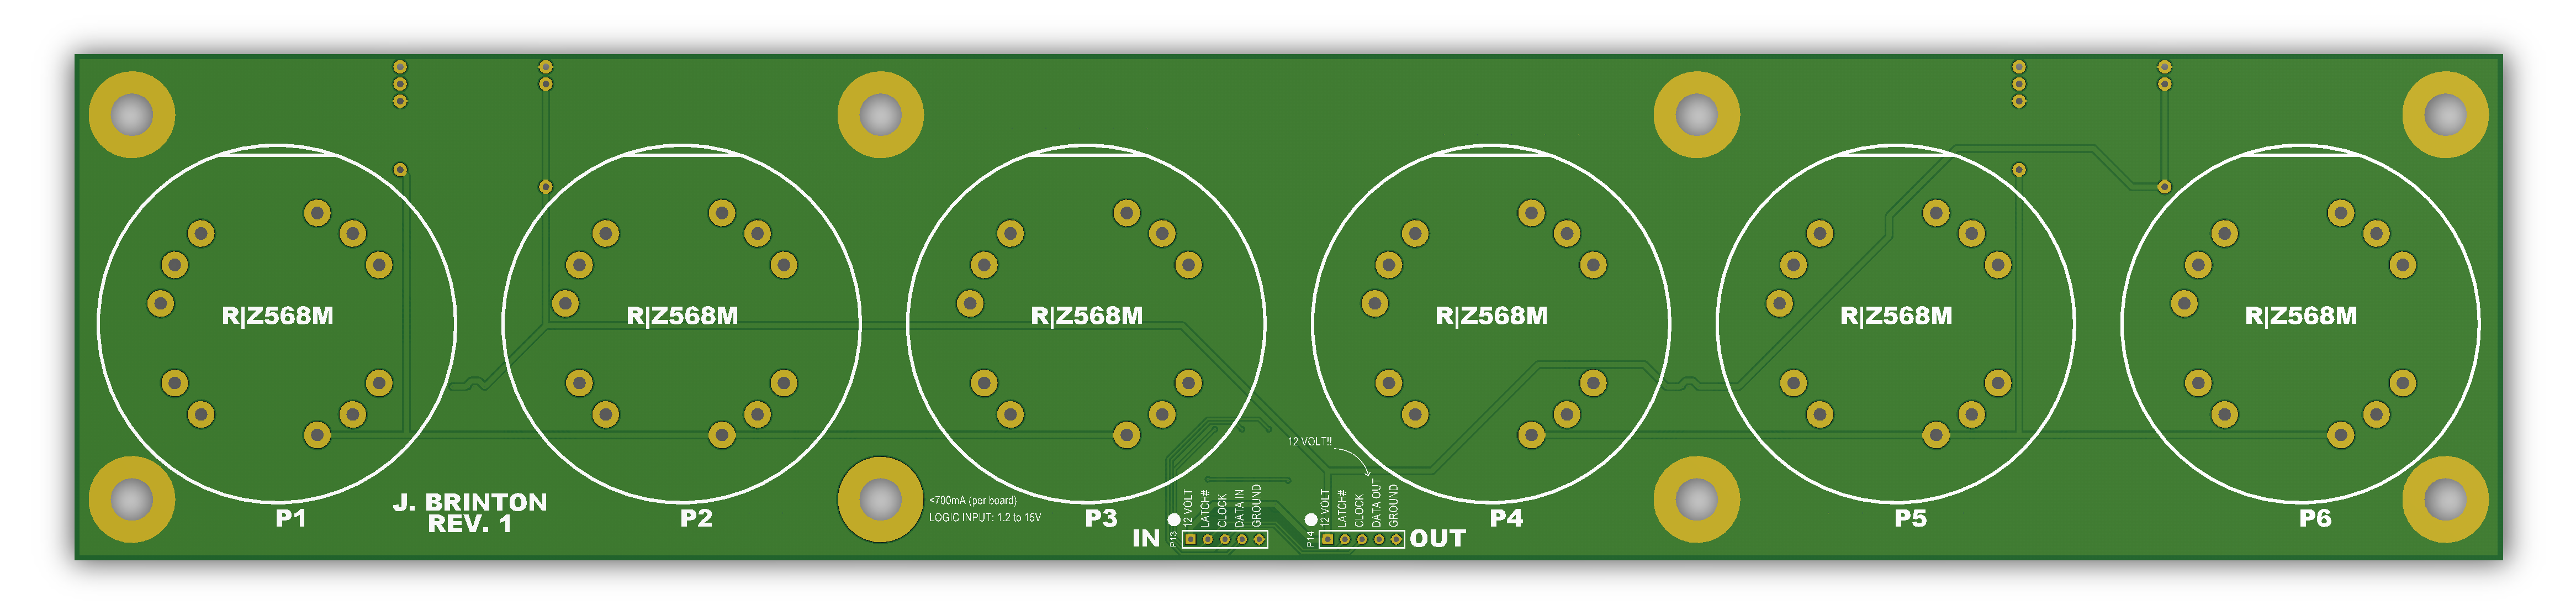 R|Z568M
R|Z568M
R|Z568M
R|Z568M
R|Z568M
R|Z568M
12 VOLT!!
J. BRINTON
REV. 1
<700mA (per board)
LOGIC INPUT: 1.2 to 15V
P1
P2
P3
P4
P5
P6
IN
P13
12 VOLT
LATCH#
CLOCK
DATA IN
GROUND
P14
12 VOLT
LATCH#
CLOCK
DATA OUT
GROUND
OUT